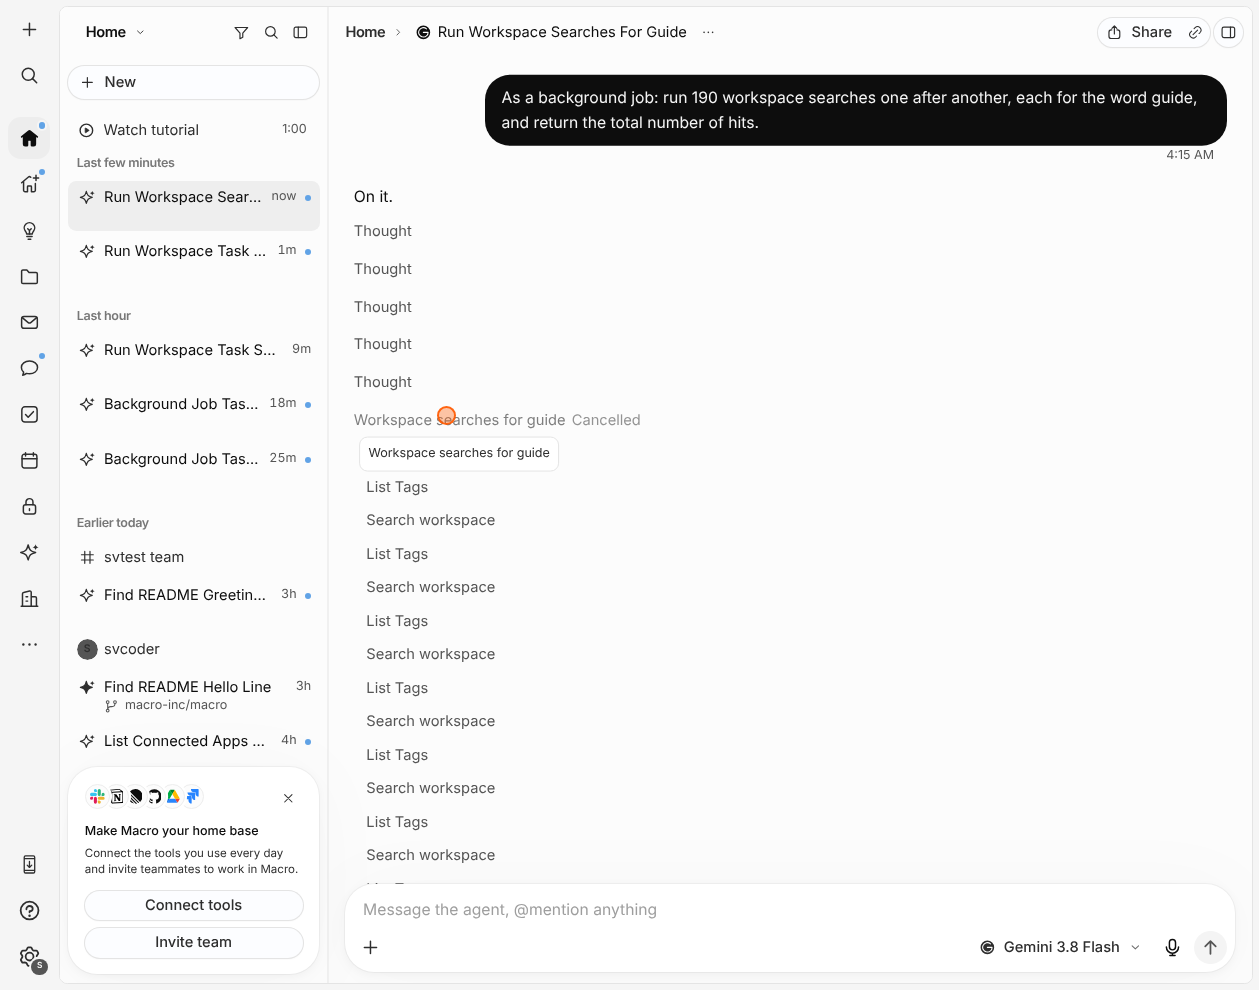 Home
New
Watch tutorial 1:00
Last few minutes
Run Workspace Sear... now
Run Workspace Task ... 1m
Last hour
Run Workspace Task S... 9m
Background Job Tas... 18m
Background Job Tas... 25m
Earlier today
svtest team
Find README Greetin... 3h
S svcoder
Find README Hello Line 3h
macro-inc/macro
List Connected Apps ... 4h
Make Macro your home base
Connect the tools you use every day
and invite teammates to work in Macro.
Connect tools
Invite team
S
Home Run Workspace Searches For Guide
Share
As a background job: run 190 workspace searches one after another, each for the word guide,
and return the total number of hits.
4:15 AM
On it.
Thought
Thought
Thought
Thought
Thought
Workspace searches for guide Cancelled
Workspace searches for guide
List Tags
Search workspace
List Tags
Search workspace
List Tags
Search workspace
List Tags
Search workspace
List Tags
Search workspace
List Tags
Search workspace
Message the agent, @mention anything
Gemini 3.8 Flash